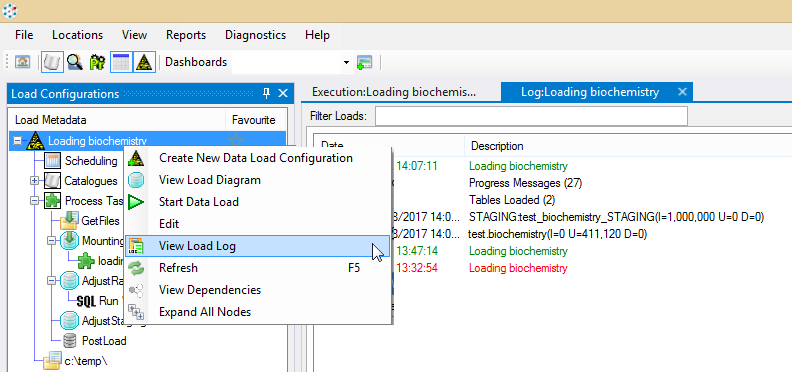 File Locations View Reports Diagnostics Help
Dashboards
Load Configurations
Load Metadata Favourite
Loading biochemistry
Scheduling
Catalogues
Process Task
GetFiles
Mounting
loadin
AdjustRa
SQL Run
AdjustStag
PostLoad
c:\temp\
Create New Data Load Configuration
View Load Diagram
Start Data Load
Edit
View Load Log
Refresh F5
View Dependencies
Expand All Nodes
Execution:Loading biochemis... Log:Loading biochemistry
Filter Loads:
Date Description
14:07:11 Loading biochemistry
Progress Messages (27)
Tables Loaded (2)
3/2017 14:0... STAGING:test_biochemistry_STAGING(I=1,000,000 U=0 D=0)
3/2017 14:0... test.biochemistry(I=0 U=411,120 D=0)
13:47:14 Loading biochemistry
13:32:54 Loading biochemistry